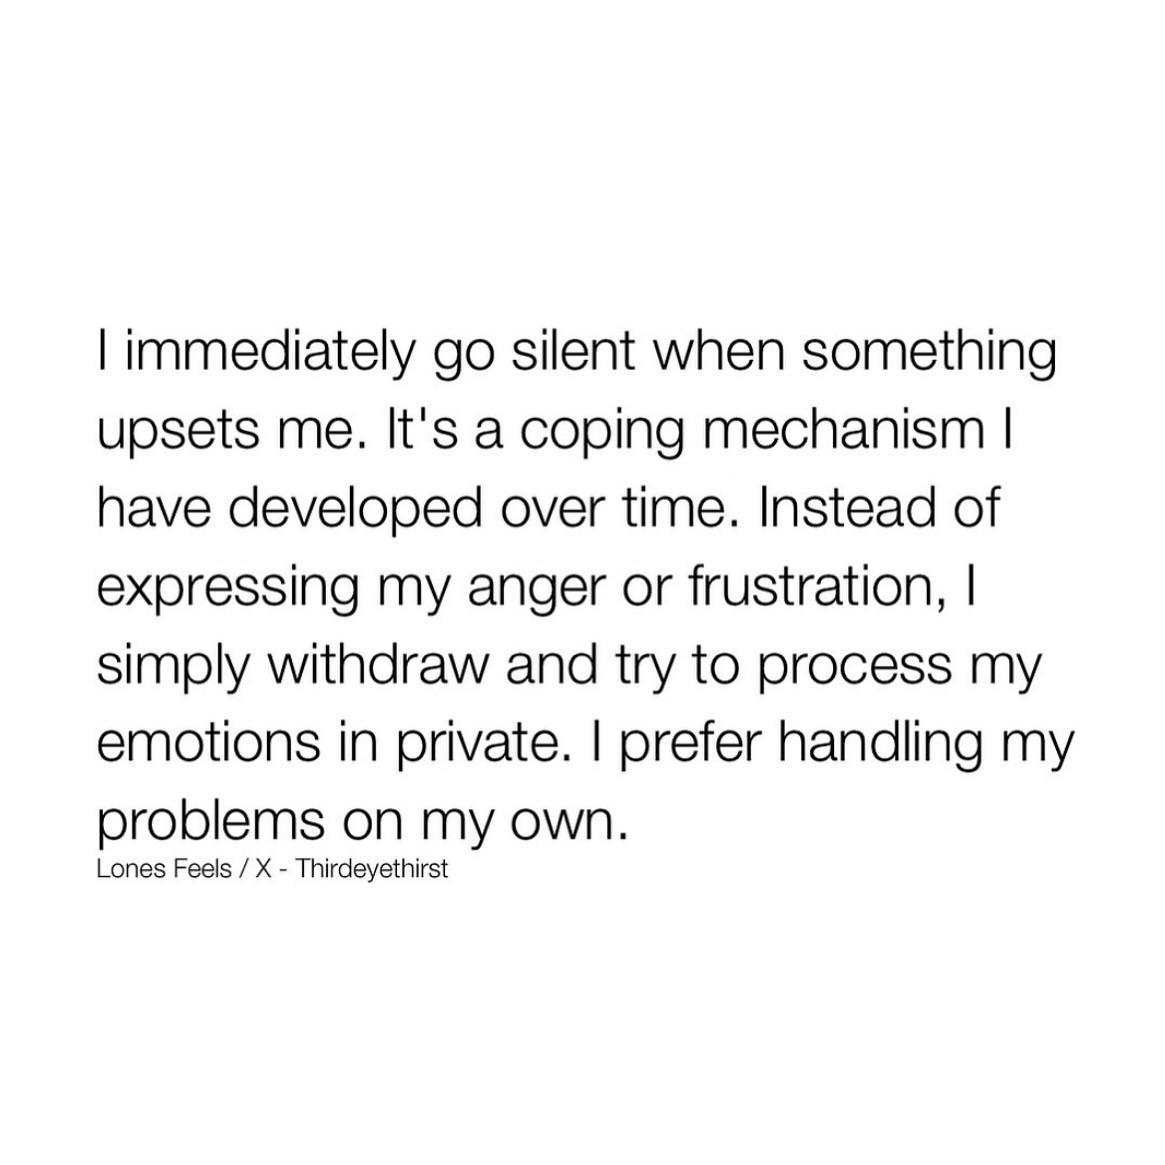 I immediately go silent when something
upsets me. It's a coping mechanism I
have developed over time. Instead of
expressing my anger or frustration, I
simply withdraw and try to process my
emotions in private. I prefer handling my
problems on my own.
Lones Feels / X - Thirdeyethirst